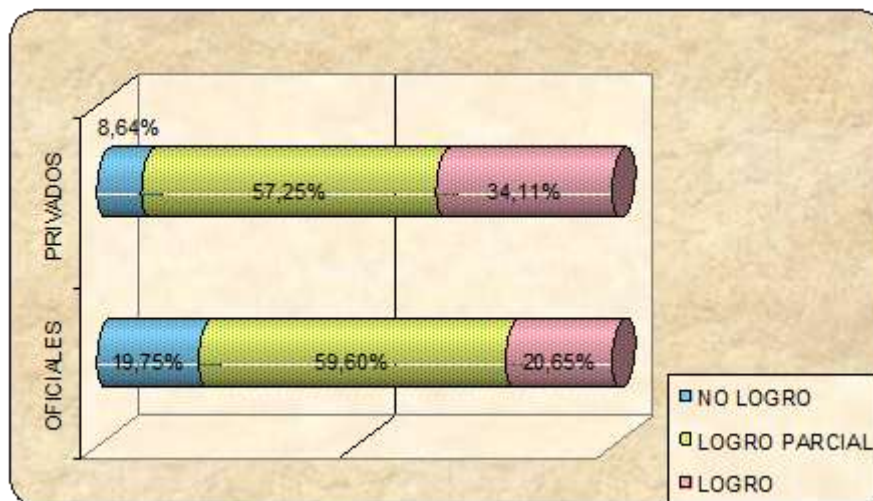 PRIVADOS
8,64%
57,25%
34,11%
OFICIALES
19,75%
59,60%
20,65%
NO LOGRO
LOGRO PARCIAL
LOGRO